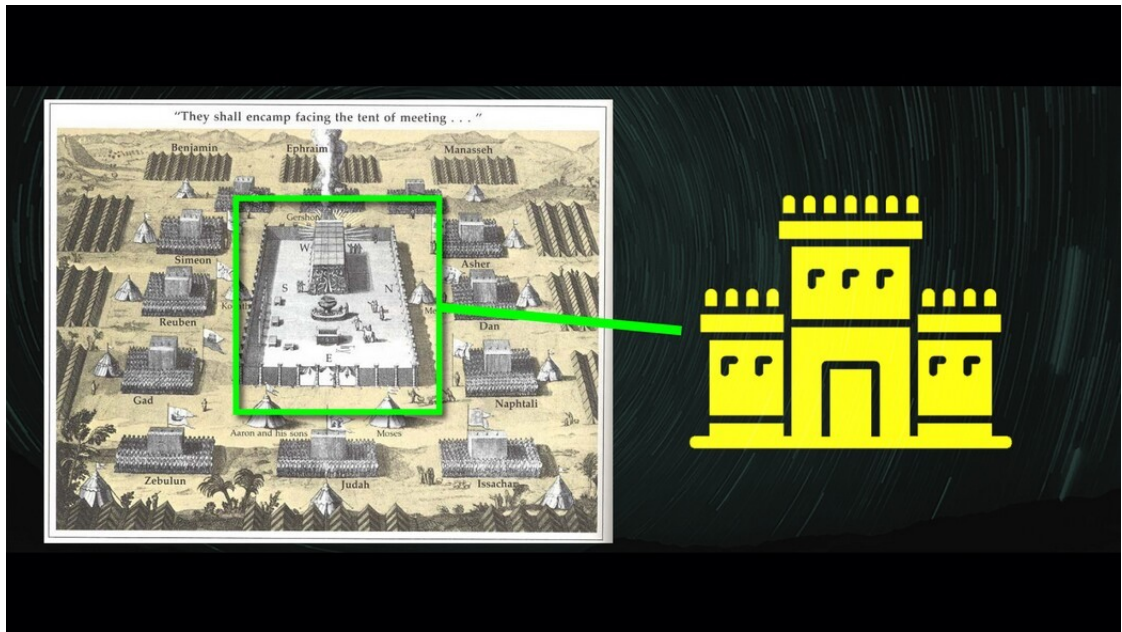 "They shall encamp facing the tent of meeting . . ."
Benjamin
Ephraim
Manasseh
Gershon
W
Simeon
Asher
S
N
Reuben
Dan
E
Gad
Naphtali
Aaron and his sons
Moses
Zebulun
Judah
Issachar